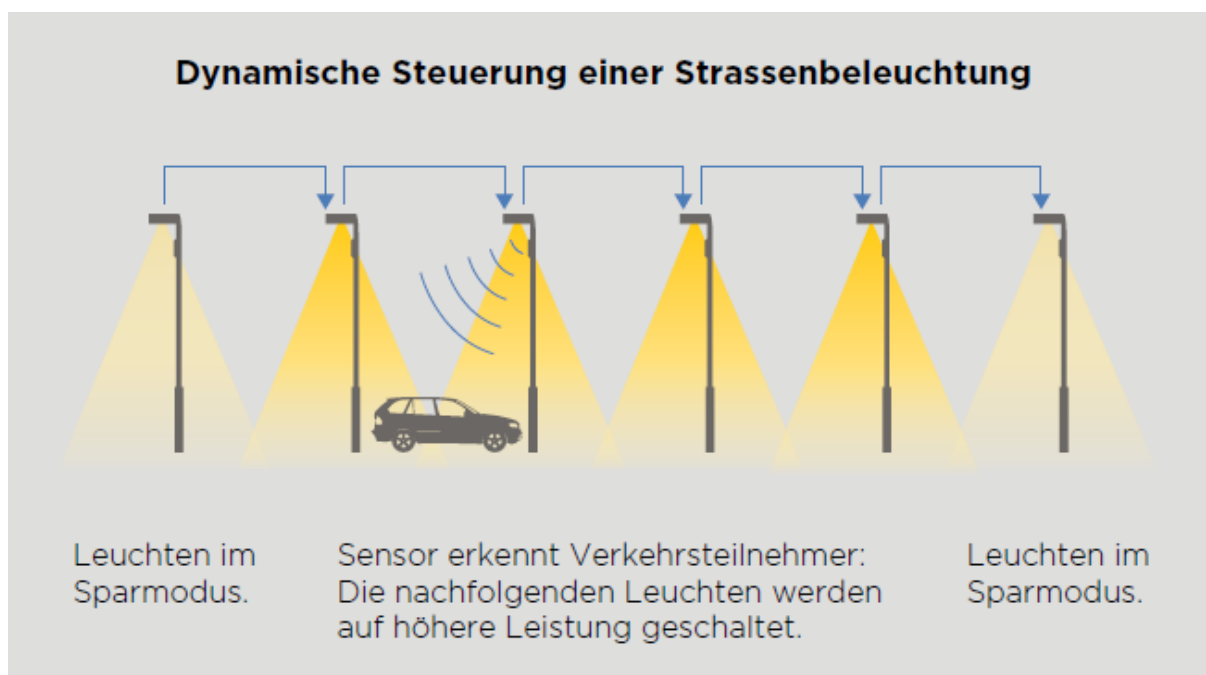 Dynamische Steuerung einer Strassenbeleuchtung
Leuchten im
Sparmodus.
Sensor erkennt Verkehrsteilnehmer:
Die nachfolgenden Leuchten werden
auf höhere Leistung geschaltet.
Leuchten im
Sparmodus.